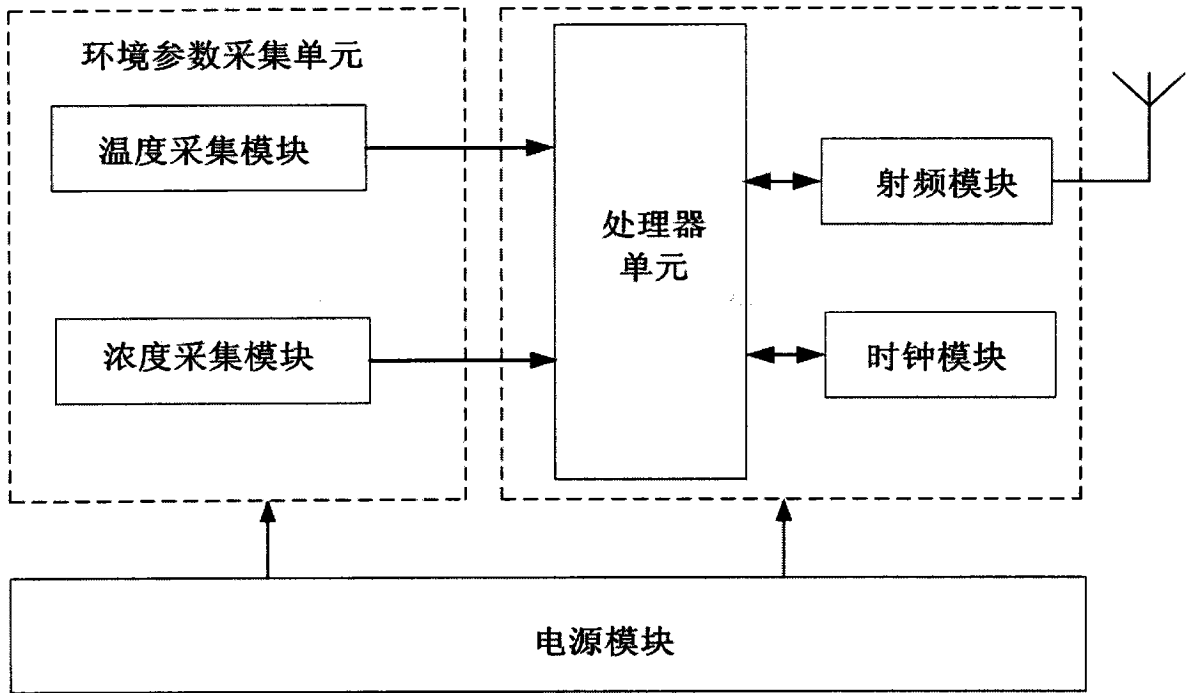 环境参数采集单元
温度采集模块
浓度采集模块
处理器
单元
射频模块
时钟模块
电源模块